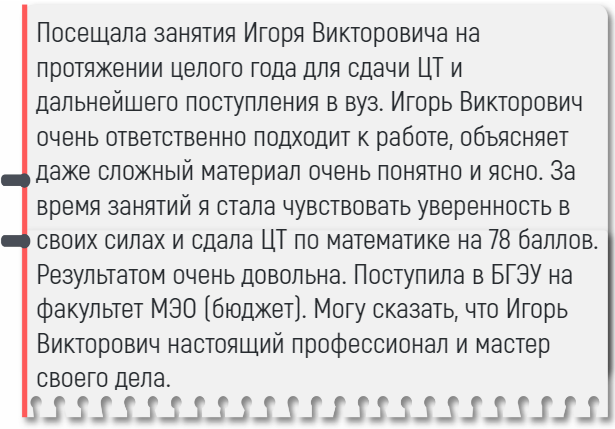 Посещала занятия Игоря Викторовича на
протяжении целого года для сдачи ЦТ и
дальнейшего поступления в вуз. Игорь Викторович
очень ответственно подходит к работе, объясняет
даже сложный материал очень понятно и ясно. За
время занятий я стала чувствовать уверенность в
своих силах и сдала ЦТ по математике на 78 баллов.
Результатом очень довольна. Поступила в БГЭУ на
факультет МЭО (бюджет). Могу сказать, что Игорь
Викторович настоящий профессионал и мастер
своего дела.